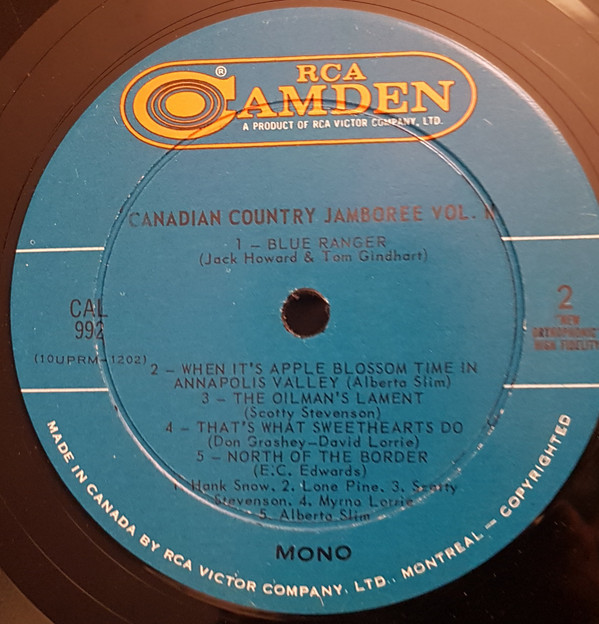 RCA
CAMDEN
®
A PRODUCT OF RCA VICTOR COMPANY, LTD.
CANADIAN COUNTRY JAMBOREE VOL. II
1 – BLUE RANGER
(Jack Howard & Tom Gindhart)
CAL
992
(10UPRM-1202)
2
"NEW
ORTHOPHONIC"
HIGH FIDELITY
2 – WHEN IT'S APPLE BLOSSOM TIME IN
ANNAPOLIS VALLEY (Alberta Slim)
3 – THE OILMAN'S LAMENT
(Scotty Stevenson)
4 – THAT'S WHAT SWEETHEARTS DO
(Don Grashey–David Lorrie)
5 – NORTH OF THE BORDER
(E.C. Edwards)
1. Hank Snow, 2. Lone Pine, 3. Scotty
Stevenson, 4. Myrna Lorrie,
5. Alberta Slim
MONO
MADE IN CANADA BY RCA VICTOR COMPANY, LTD., MONTREAL — COPYRIGHTED